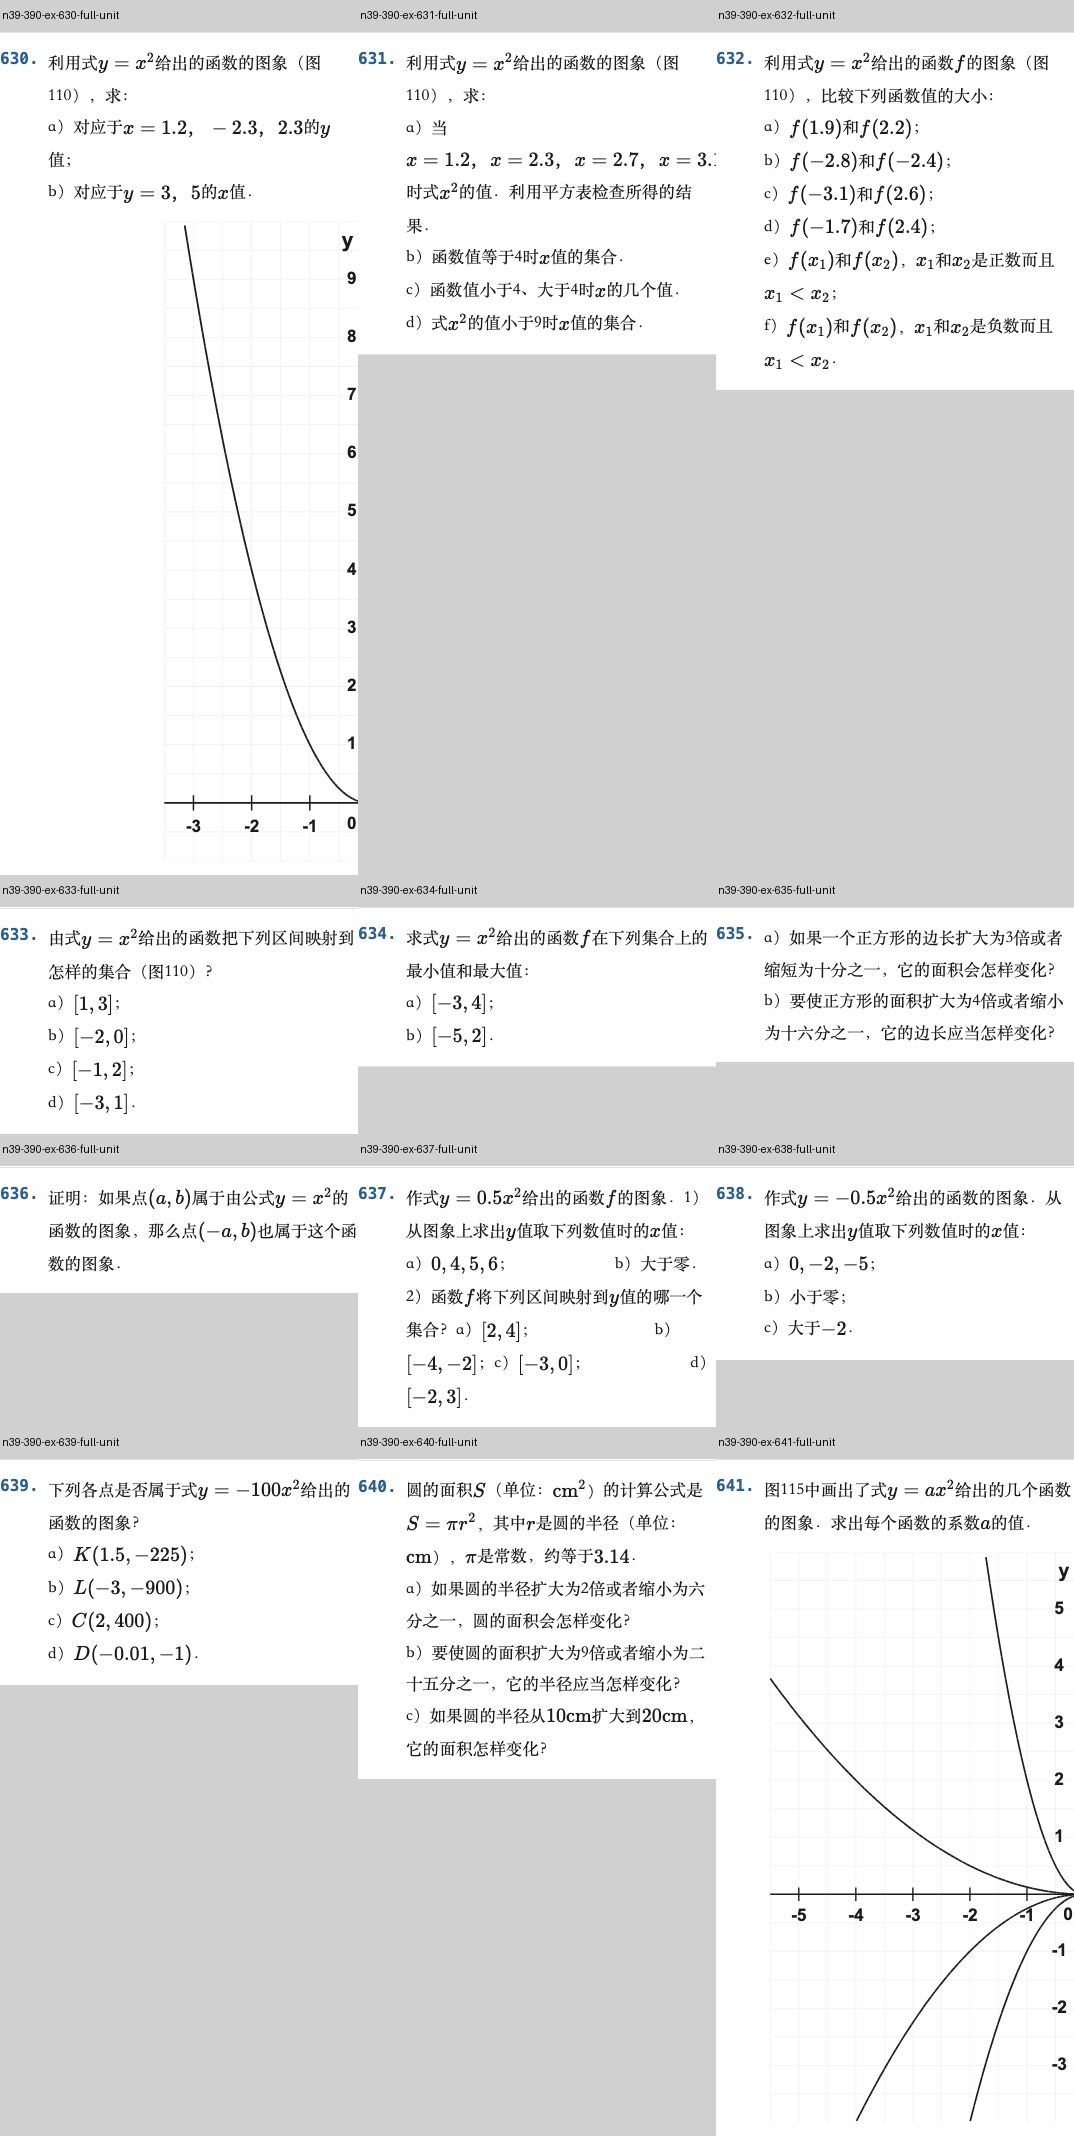 n39-390-ex-630-full-unit
630. 利用式y = x²给出的函数的图象（图
110），求：
a）对应于x = 1.2， −2.3，2.3的y
值；
b）对应于y = 3，5的x值．
y
9
8
7
6
5
4
3
2
1
-3 -2 -1 0
n39-390-ex-631-full-unit
631. 利用式y = x²给出的函数的图象（图
110），求：
a）当
x = 1.2，x = 2.3，x = 2.7，x = 3.
时式x²的值．利用平方表检查所得的结
果．
b）函数值等于4时x值的集合．
c）函数值小于4、大于4时x的几个值．
d）式x²的值小于9时x值的集合．
n39-390-ex-632-full-unit
632. 利用式y = x²给出的函数f的图象（图
110），比较下列函数值的大小：
a）f(1.9)和f(2.2)；
b）f(−2.8)和f(−2.4)；
c）f(−3.1)和f(2.6)；
d）f(−1.7)和f(2.4)；
e）f(x₁)和f(x₂)，x₁和x₂是正数而且
x₁ < x₂；
f）f(x₁)和f(x₂)，x₁和x₂是负数而且
x₁ < x₂．
n39-390-ex-633-full-unit
633. 由式y = x²给出的函数把下列区间映射到
怎样的集合（图110）？
a）[1, 3]；
b）[−2, 0]；
c）[−1, 2]；
d）[−3, 1]．
n39-390-ex-634-full-unit
634. 求式y = x²给出的函数f在下列集合上的
最小值和最大值：
a）[−3, 4]；
b）[−5, 2]．
n39-390-ex-635-full-unit
635. a）如果一个正方形的边长扩大为3倍或者
缩短为十分之一，它的面积会怎样变化？
b）要使正方形的面积扩大为4倍或者缩小
为十六分之一，它的边长应当怎样变化？
n39-390-ex-636-full-unit
636. 证明：如果点(a, b)属于由公式y = x²的
函数的图象，那么点(−a, b)也属于这个函
数的图象．
n39-390-ex-637-full-unit
637. 作式y = 0.5x²给出的函数f的图象．1）
从图象上求出y值取下列数值时的x值：
a）0, 4, 5, 6； b）大于零．
2）函数f将下列区间映射到y值的哪一个
集合？a）[2, 4]； b）
[−4, −2]；c）[−3, 0]； d）
[−2, 3]．
n39-390-ex-638-full-unit
638. 作式y = −0.5x²给出的函数的图象．从
图象上求出y值取下列数值时的x值：
a）0, −2, −5；
b）小于零；
c）大于−2．
n39-390-ex-639-full-unit
639. 下列各点是否属于式y = −100x²给出的
函数的图象？
a）K(1.5, −225)；
b）L(−3, −900)；
c）C(2, 400)；
d）D(−0.01, −1)．
n39-390-ex-640-full-unit
640. 圆的面积S（单位：cm²）的计算公式是
S = πr²，其中r是圆的半径（单位：
cm），π是常数，约等于3.14．
a）如果圆的半径扩大为2倍或者缩小为六
分之一，圆的面积会怎样变化？
b）要使圆的面积扩大为9倍或者缩小为二
十五分之一，它的半径应当怎样变化？
c）如果圆的半径从10cm扩大到20cm，
它的面积怎样变化？
n39-390-ex-641-full-unit
641. 图115中画出了式y = ax²给出的几个函数
的图象．求出每个函数的系数a的值．
y
5
4
3
2
1
-5 -4 -3 -2 -1 0
-1
-2
-3